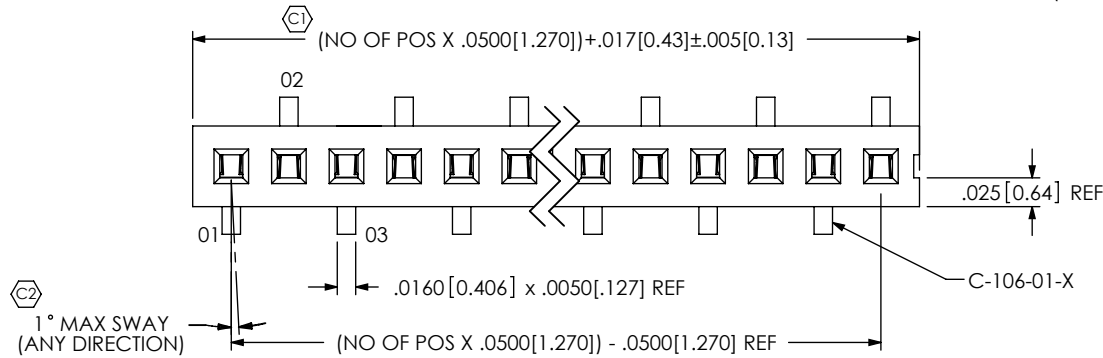 C1
(NO OF POS X .0500[1.270])+.017[0.43]±.005[0.13]
02
.025[0.64] REF
01
03
.0160[0.406] x .0050[.127] REF
C-106-01-X
C2
1° MAX SWAY
(ANY DIRECTION)
(NO OF POS X .0500[1.270]) - .0500[1.270] REF